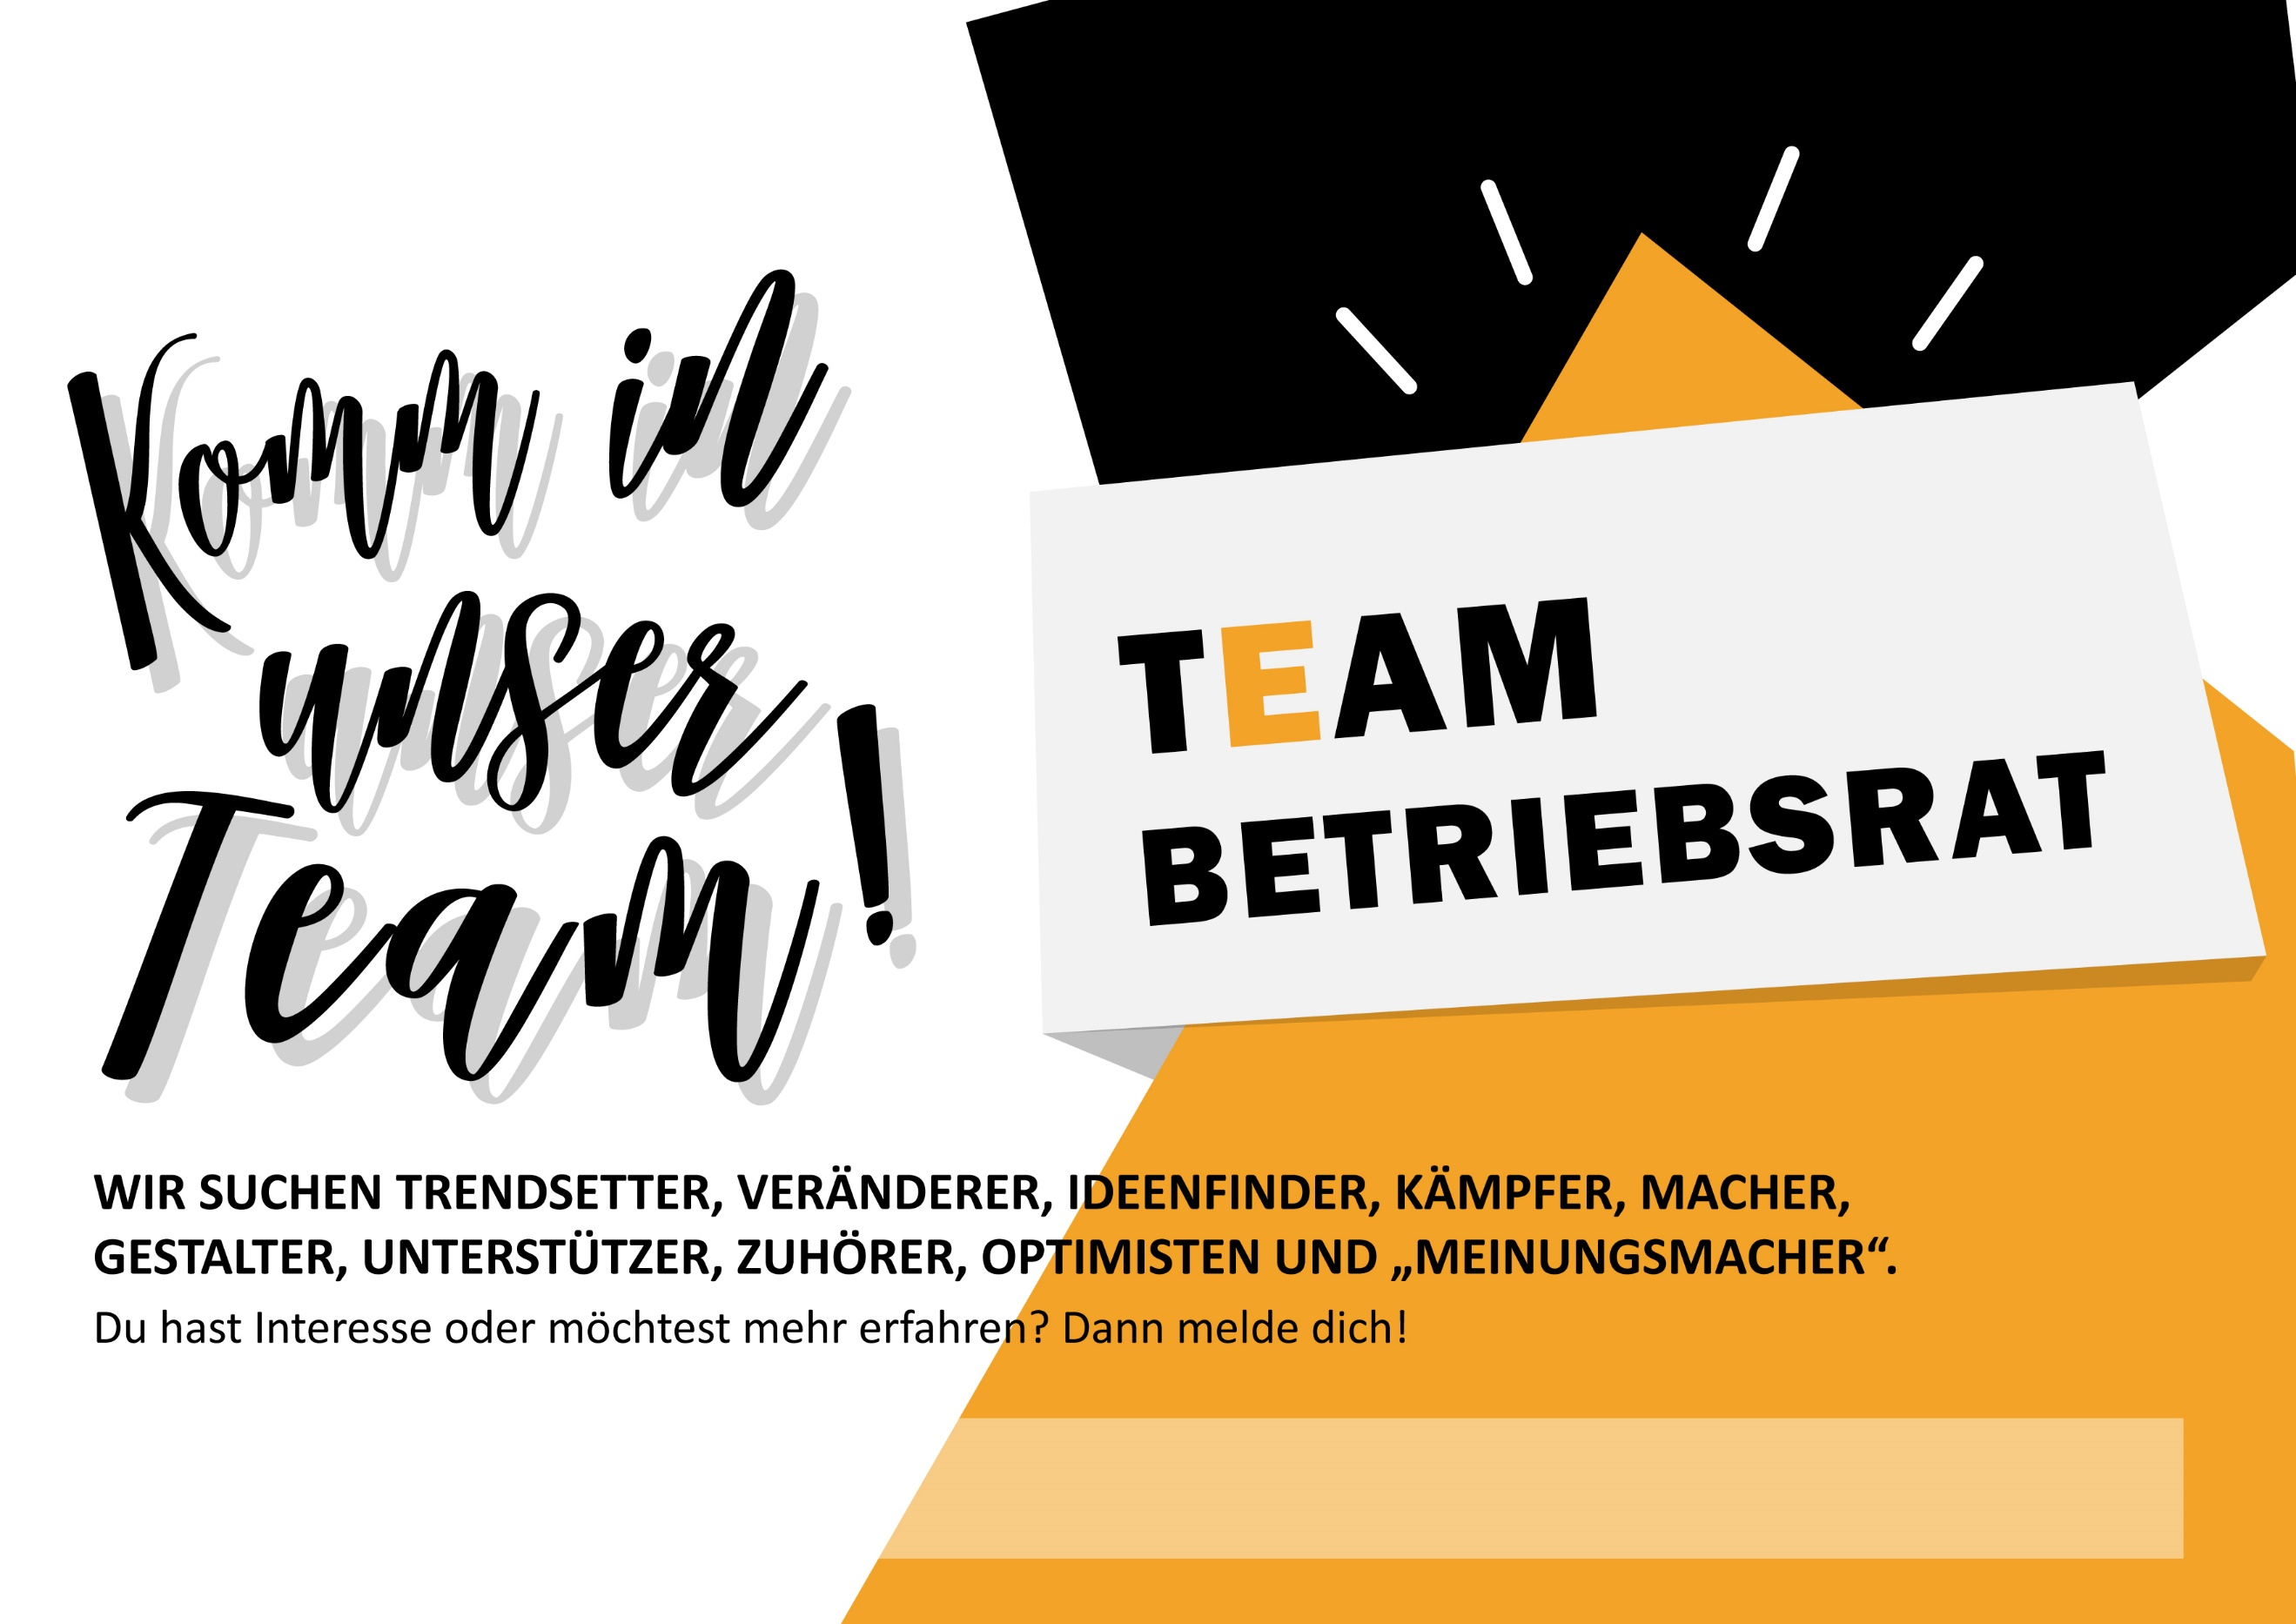 Komm in
unser
Team!
TEAM
BETRIEBSRAT
WIR SUCHEN TRENDSETTER, VERÄNDERER, IDEENFINDER, KÄMPFER, MACHER,
GESTALTER, UNTERSTÜTZER, ZUHÖRER, OPTIMISTEN UND „MEINUNGSMACHER“.
Du hast Interesse oder möchtest mehr erfahren? Dann melde dich!